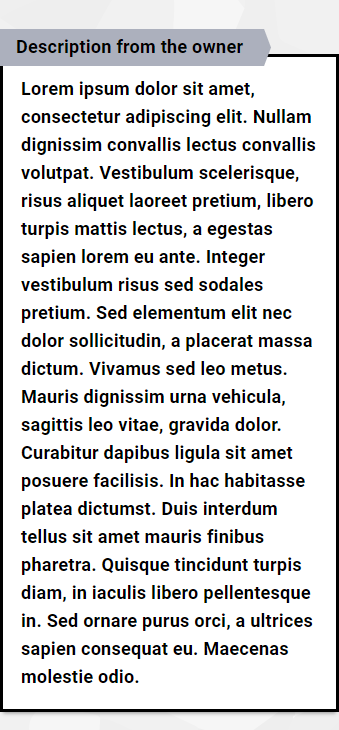 Description from the owner
Lorem ipsum dolor sit amet,
consectetur adipiscing elit. Nullam
dignissim convallis lectus convallis
volutpat. Vestibulum scelerisque,
risus aliquet laoreet pretium, libero
turpis mattis lectus, a egestas
sapien lorem eu ante. Integer
vestibulum risus sed sodales
pretium. Sed elementum elit nec
dolor sollicitudin, a placerat massa
dictum. Vivamus sed leo metus.
Mauris dignissim urna vehicula,
sagittis leo vitae, gravida dolor.
Curabitur dapibus ligula sit amet
posuere facilisis. In hac habitasse
platea dictumst. Duis interdum
tellus sit amet mauris finibus
pharetra. Quisque tincidunt turpis
diam, in iaculis libero pellentesque
in. Sed ornare purus orci, a ultrices
sapien consequat eu. Maecenas
molestie odio.